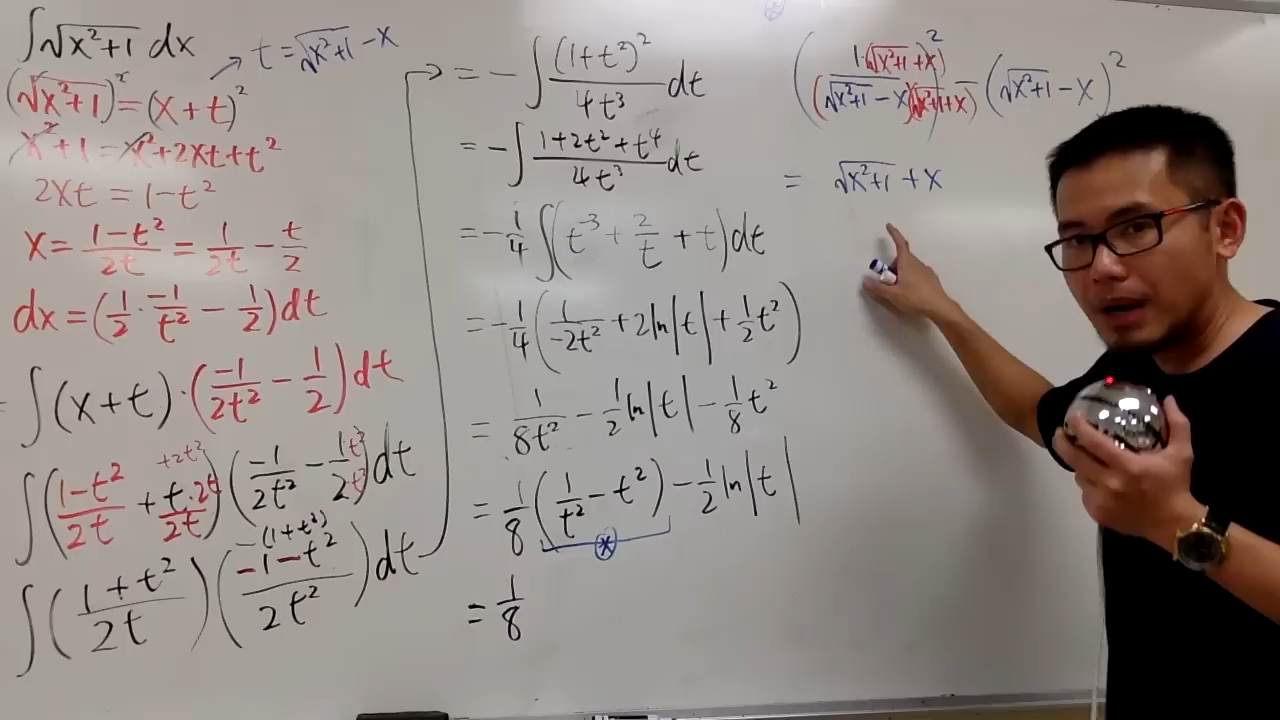 ∫√(x²+1) dx
↗ t = √(x²+1) - x
(√(x²+1))² = (x + t)²
x² + 1 = x² + 2xt + t²
2xt = 1 - t²
x = (1 - t²)/(2t) = 1/(2t) - t/2
dx = (1/2 · -1/t² - 1/2) dt
= ∫(x+t)·(-1/(2t²) - 1/2) dt
∫((1-t²)/(2t) + (t·2t)/(2t)) (-1/(2t²) - (1t²)/(2t²)) dt
+2t²
-(1+t²)
∫((1+t²)/(2t)) ((-1-t²)/(2t²)) dt
= -∫ (1+t²)²/(4t³) dt
= -∫ (1+2t²+t⁴)/(4t³) dt
= -1/4 ∫(t⁻³ + 2/t + t) dt
= -1/4 (1/(-2t²) + 2ln|t| + 1/2 t²)
= 1/(8t²) - 1/2 ln|t| - 1/8 t²
= 1/8 (1/t² - t²) - 1/2 ln|t|
⊛
= 1/8
⊛
(1·(√(x²+1)+x)/((√(x²+1) - x)(√(x²+1)+x)))² - (√(x²+1) - x)²
= √(x²+1) + x